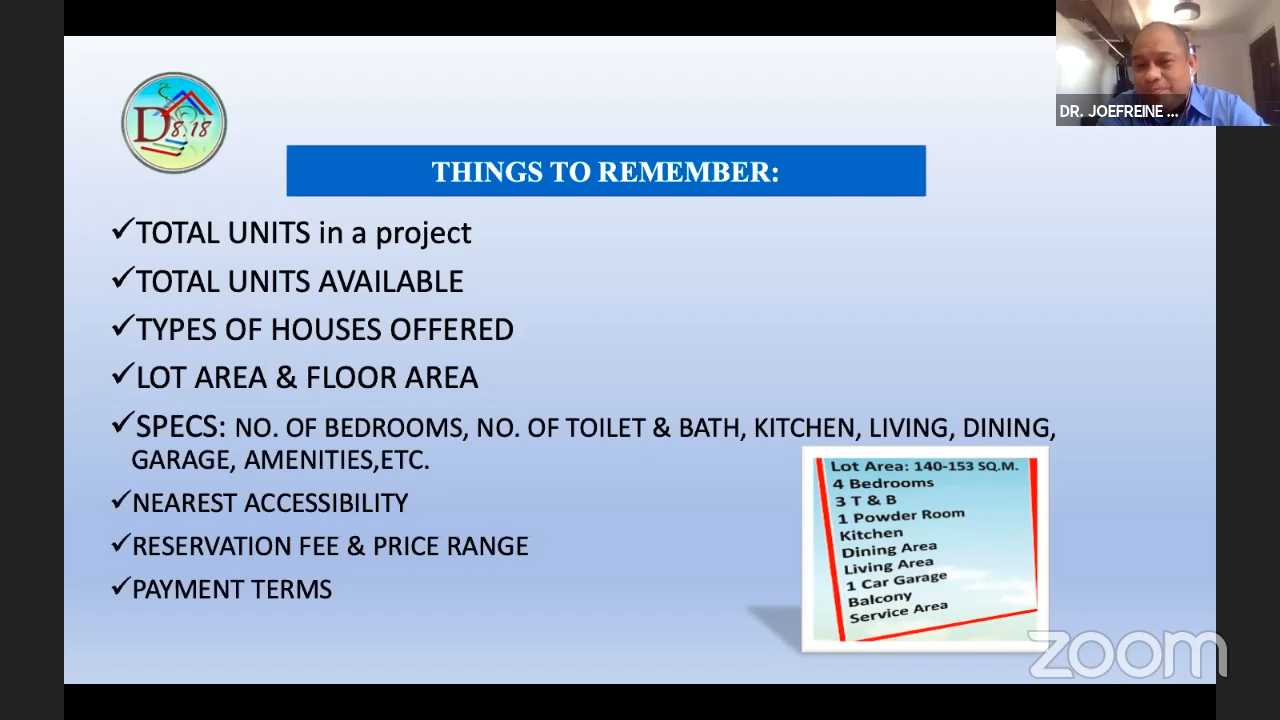 DR. JOEFREINE ...
D 8.18
THINGS TO REMEMBER:
✓TOTAL UNITS in a project
✓TOTAL UNITS AVAILABLE
✓TYPES OF HOUSES OFFERED
✓LOT AREA & FLOOR AREA
✓SPECS: NO. OF BEDROOMS, NO. OF TOILET & BATH, KITCHEN, LIVING, DINING,
GARAGE, AMENITIES,ETC.
✓NEAREST ACCESSIBILITY
✓RESERVATION FEE & PRICE RANGE
✓PAYMENT TERMS
Lot Area: 140-153 SQ.M.
4 Bedrooms
3 T & B
1 Powder Room
Kitchen
Dining Area
Living Area
1 Car Garage
Balcony
Service Area
zoom